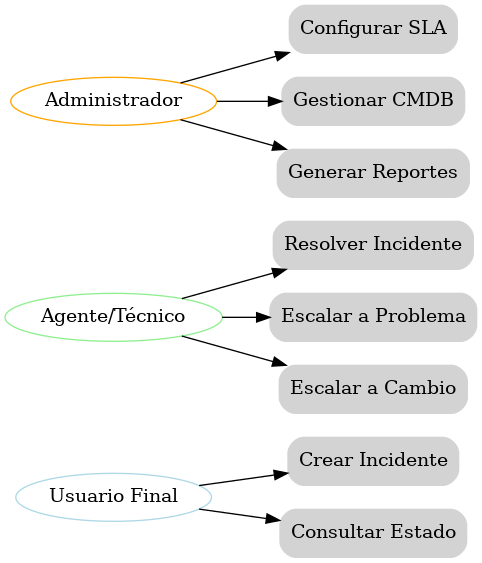 Configurar SLA
Administrador
Gestionar CMDB
Generar Reportes
Resolver Incidente
Agente/Técnico
Escalar a Problema
Escalar a Cambio
Crear Incidente
Usuario Final
Consultar Estado